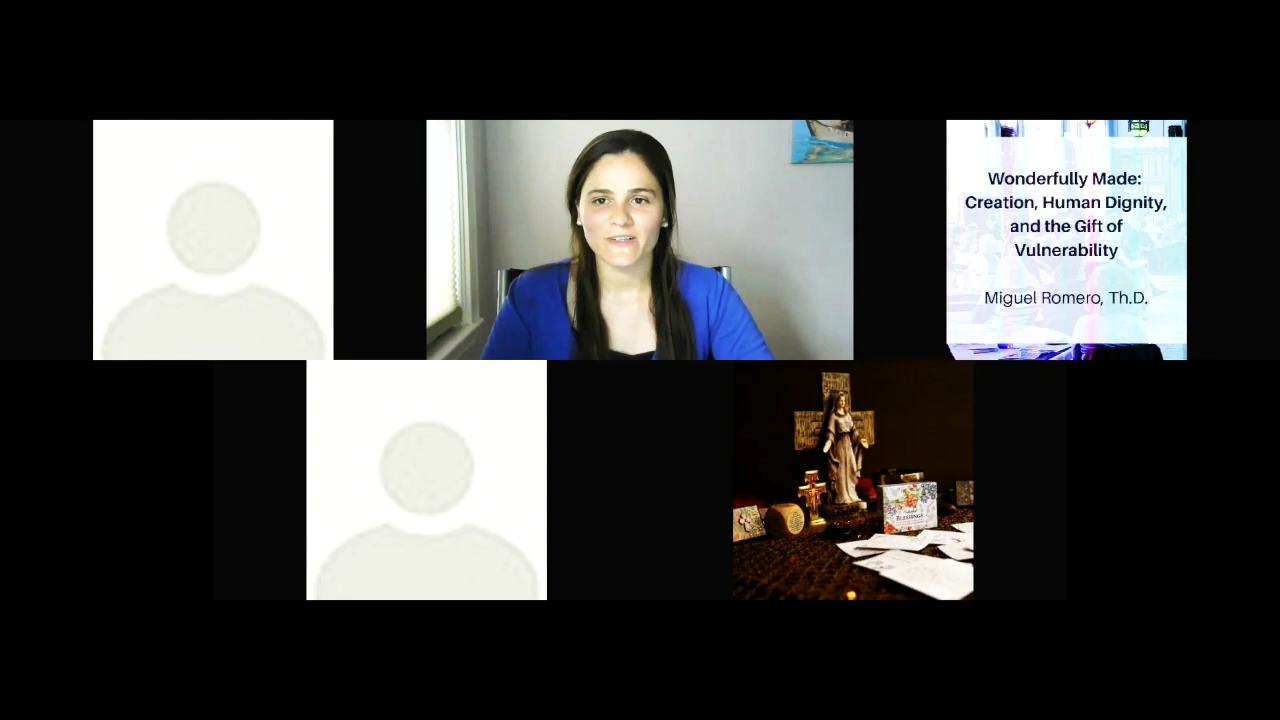 Wonderfully Made:
Creation, Human Dignity,
and the Gift of
Vulnerability
Miguel Romero, Th.D.
BLESSINGS